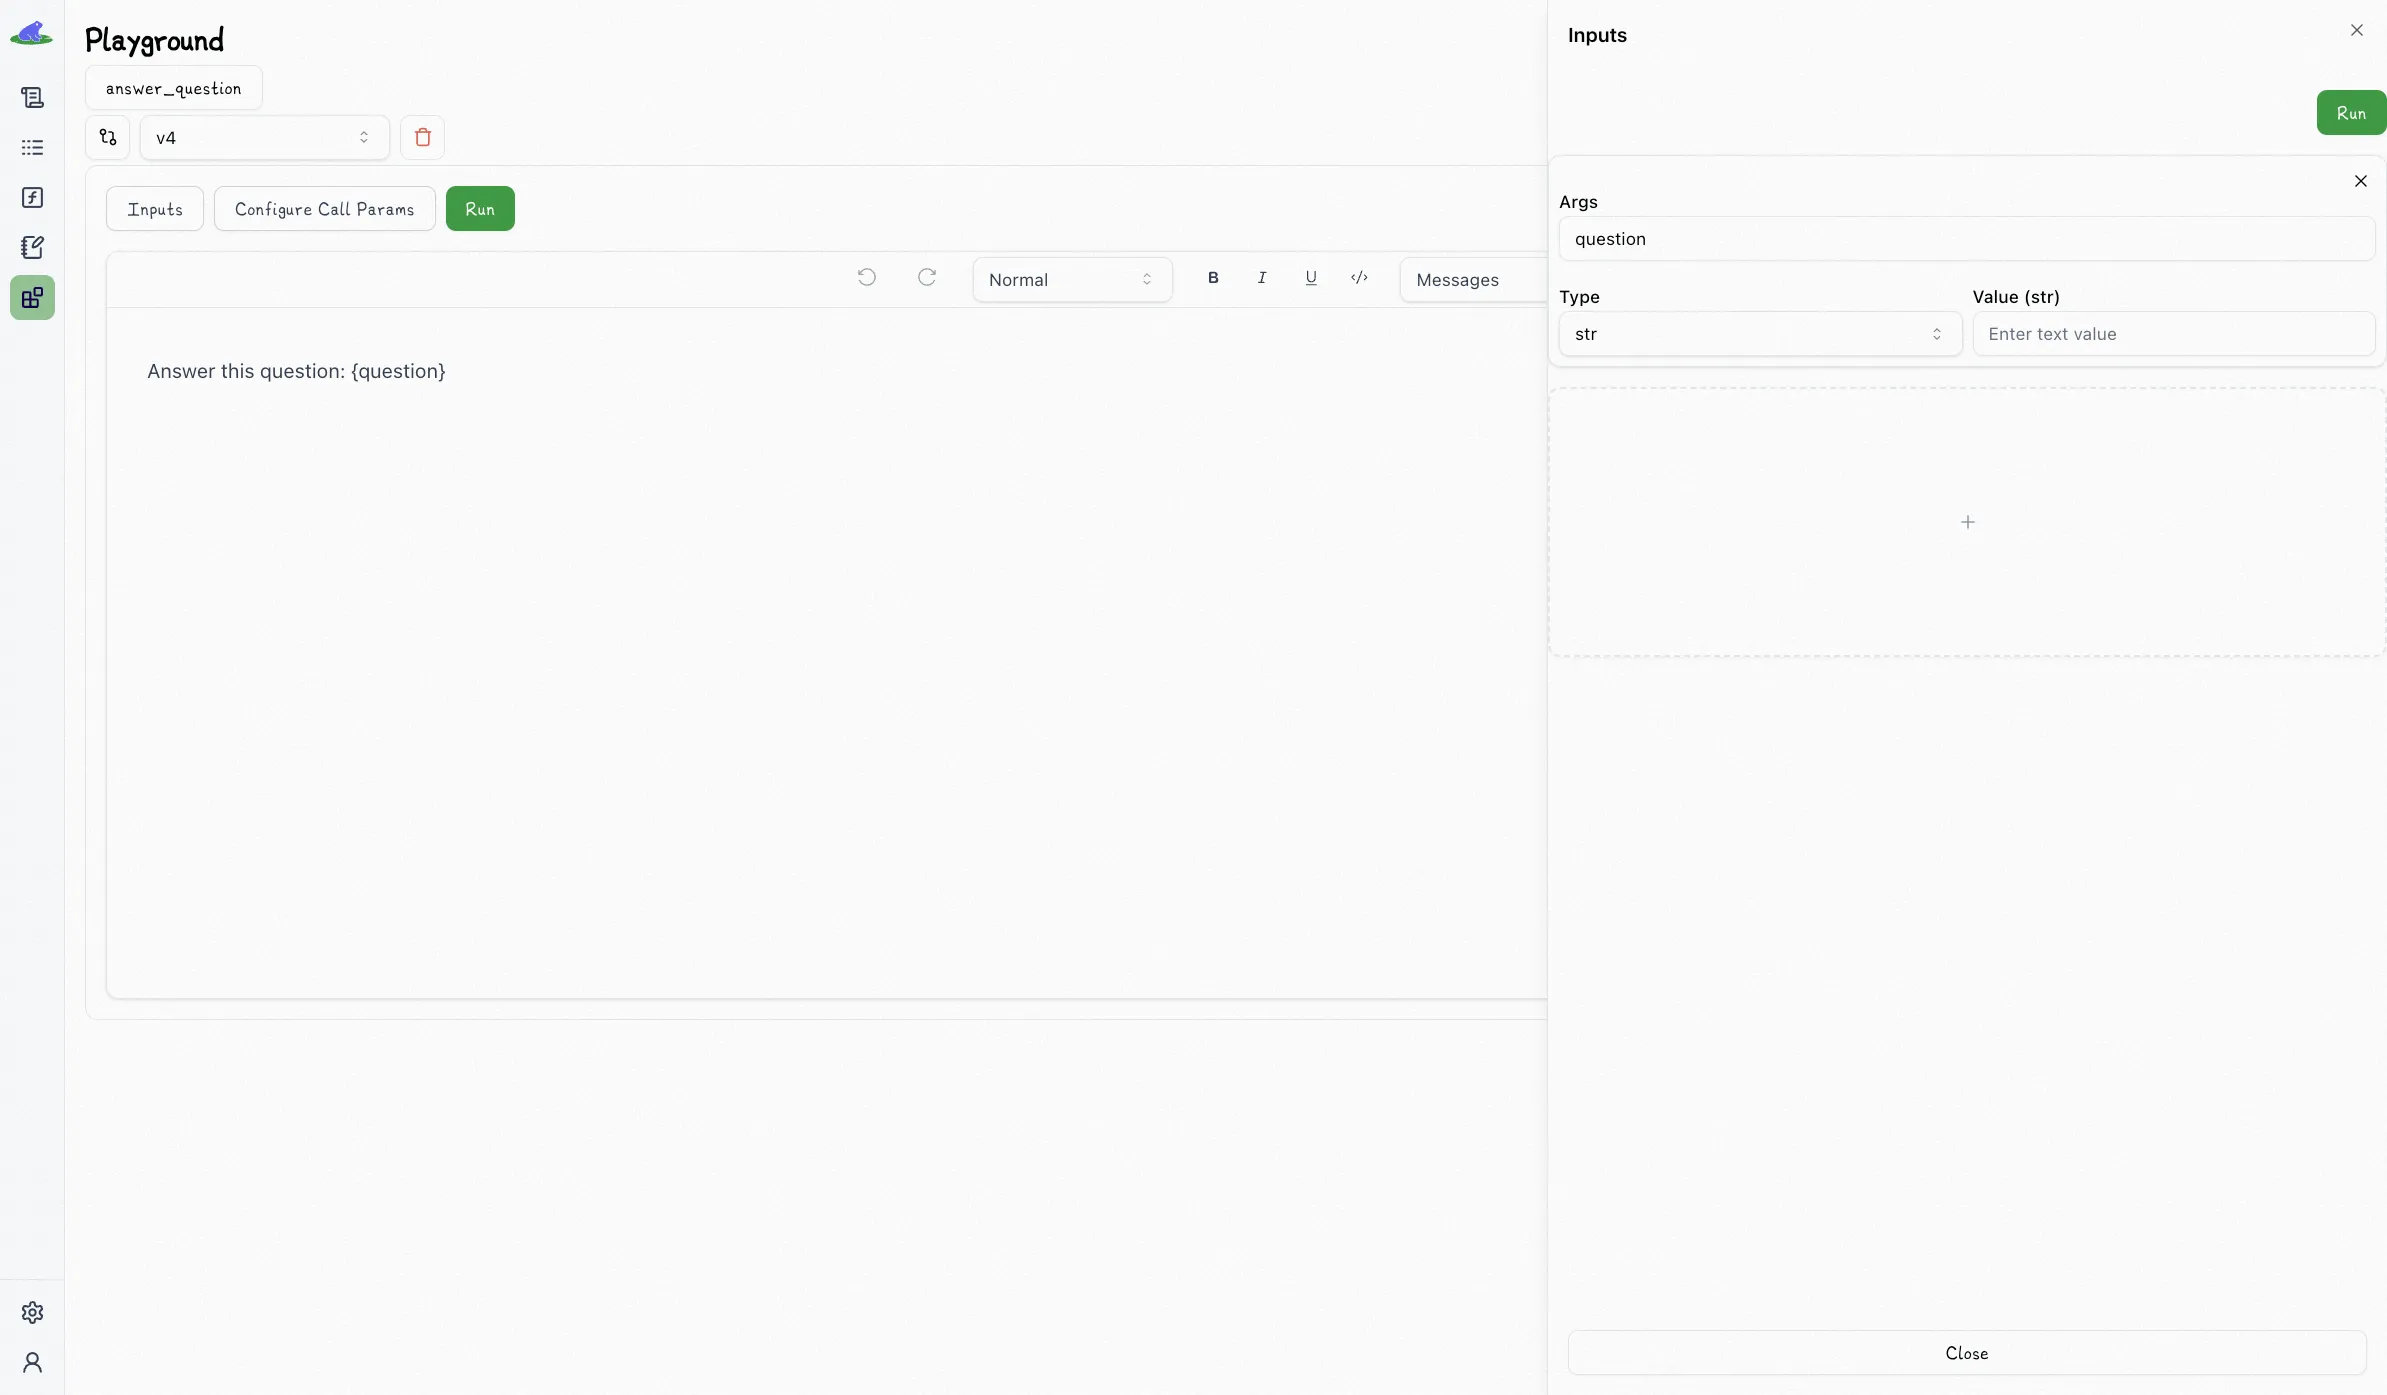 Playground
answer_question
v4
Inputs
Configure Call Params
Run
Normal
B
I
U
</>
Messages
Answer this question: {question}
Inputs
Run
Args
question
Type
Value (str)
str
Enter text value
Close